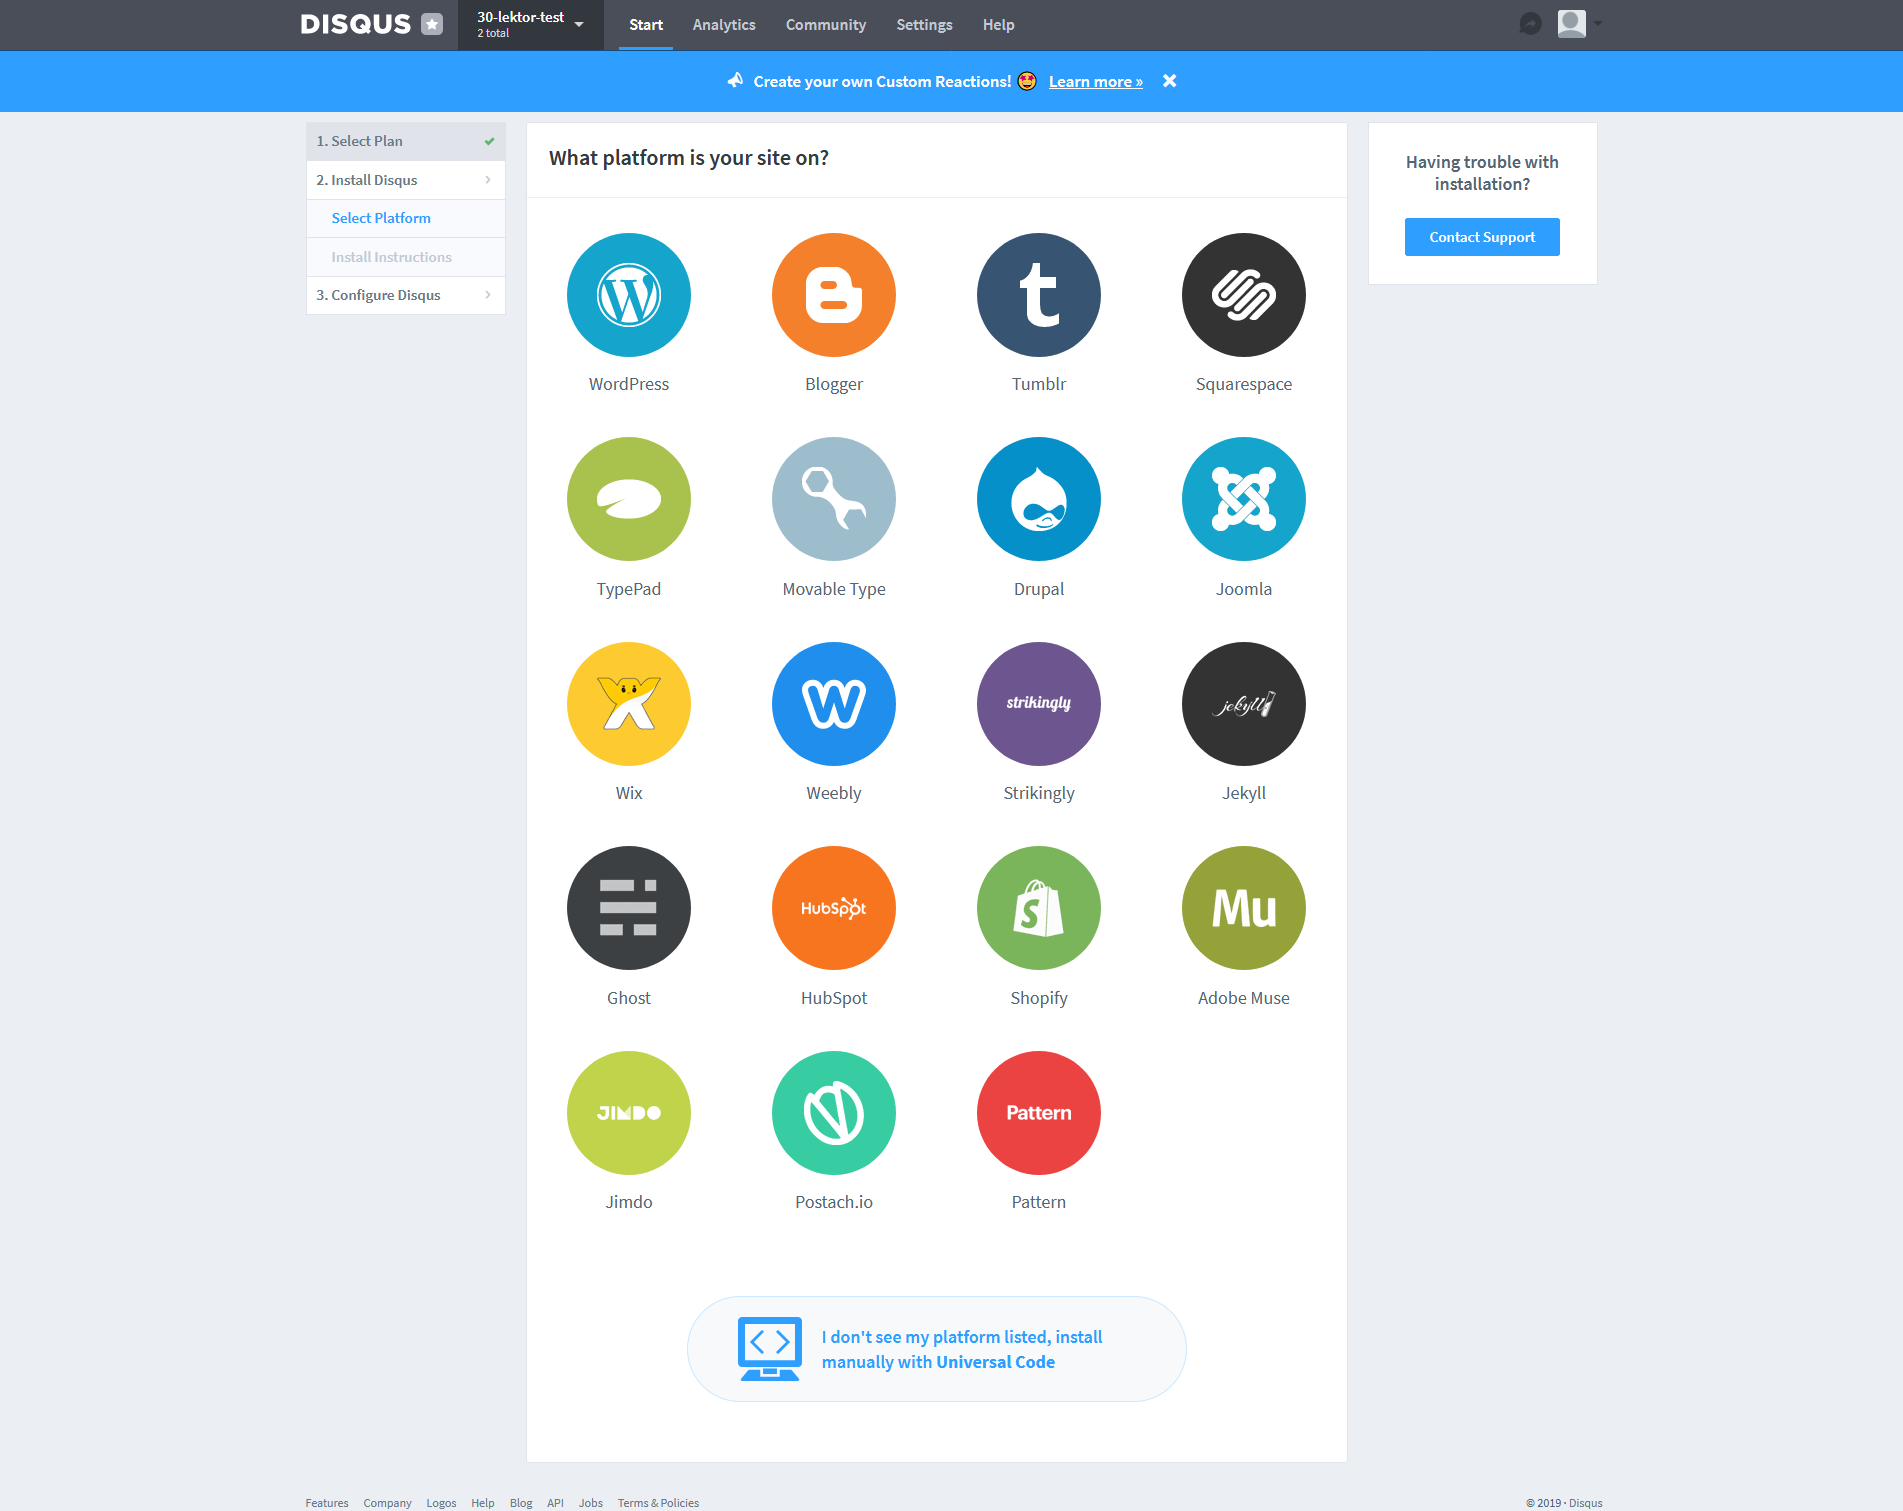 DISQUS
30-lektor-test
2 total
Start
Analytics
Community
Settings
Help
Create your own Custom Reactions! 🤩 Learn more »
1. Select Plan
2. Install Disqus
Select Platform
Install Instructions
3. Configure Disqus
What platform is your site on?
WordPress
Blogger
Tumblr
Squarespace
TypePad
Movable Type
Drupal
Joomla
strikingly
jekyll
Wix
Weebly
Strikingly
Jekyll
HubSpot
Mu
Ghost
HubSpot
Shopify
Adobe Muse
JIMDO
Pattern
Jimdo
Postach.io
Pattern
I don't see my platform listed, install
manually with Universal Code
Having trouble with
installation?
Contact Support
Features Company Logos Help Blog API Jobs Terms & Policies
© 2019 · Disqus